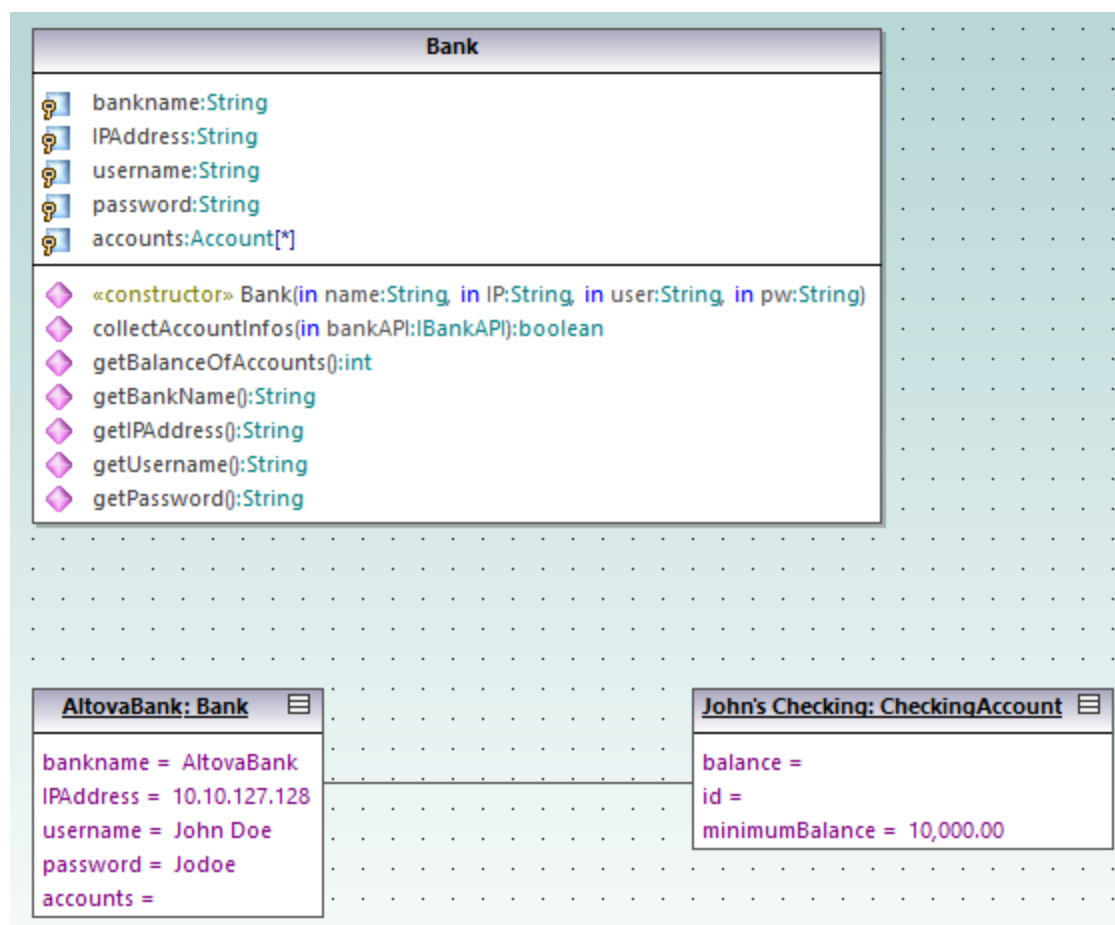 Bank
bankname:String
IPAddress:String
username:String
password:String
accounts:Account[*]
«constructor» Bank(in name:String, in IP:String, in user:String, in pw:String)
collectAccountInfos(in bankAPI:IBankAPI):boolean
getBalanceOfAccounts():int
getBankName():String
getIPAddress():String
getUsername():String
getPassword():String
AltovaBank: Bank
bankname = AltovaBank
IPAddress = 10.10.127.128
username = John Doe
password = Jodoe
accounts =
John's Checking: CheckingAccount
balance =
id =
minimumBalance = 10,000.00